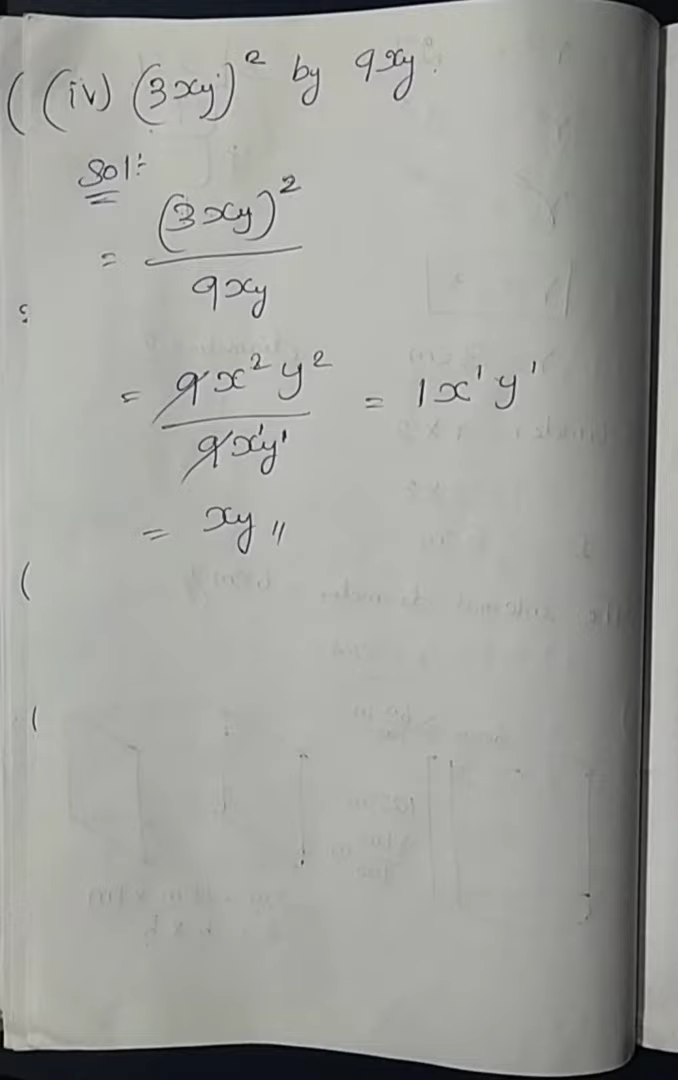 (iv) (3xy)² by 9xy.
Sol:-
= (3xy)² / 9xy
= 9x²y² / 9x¹y¹ = 1x¹y¹
= xy〃